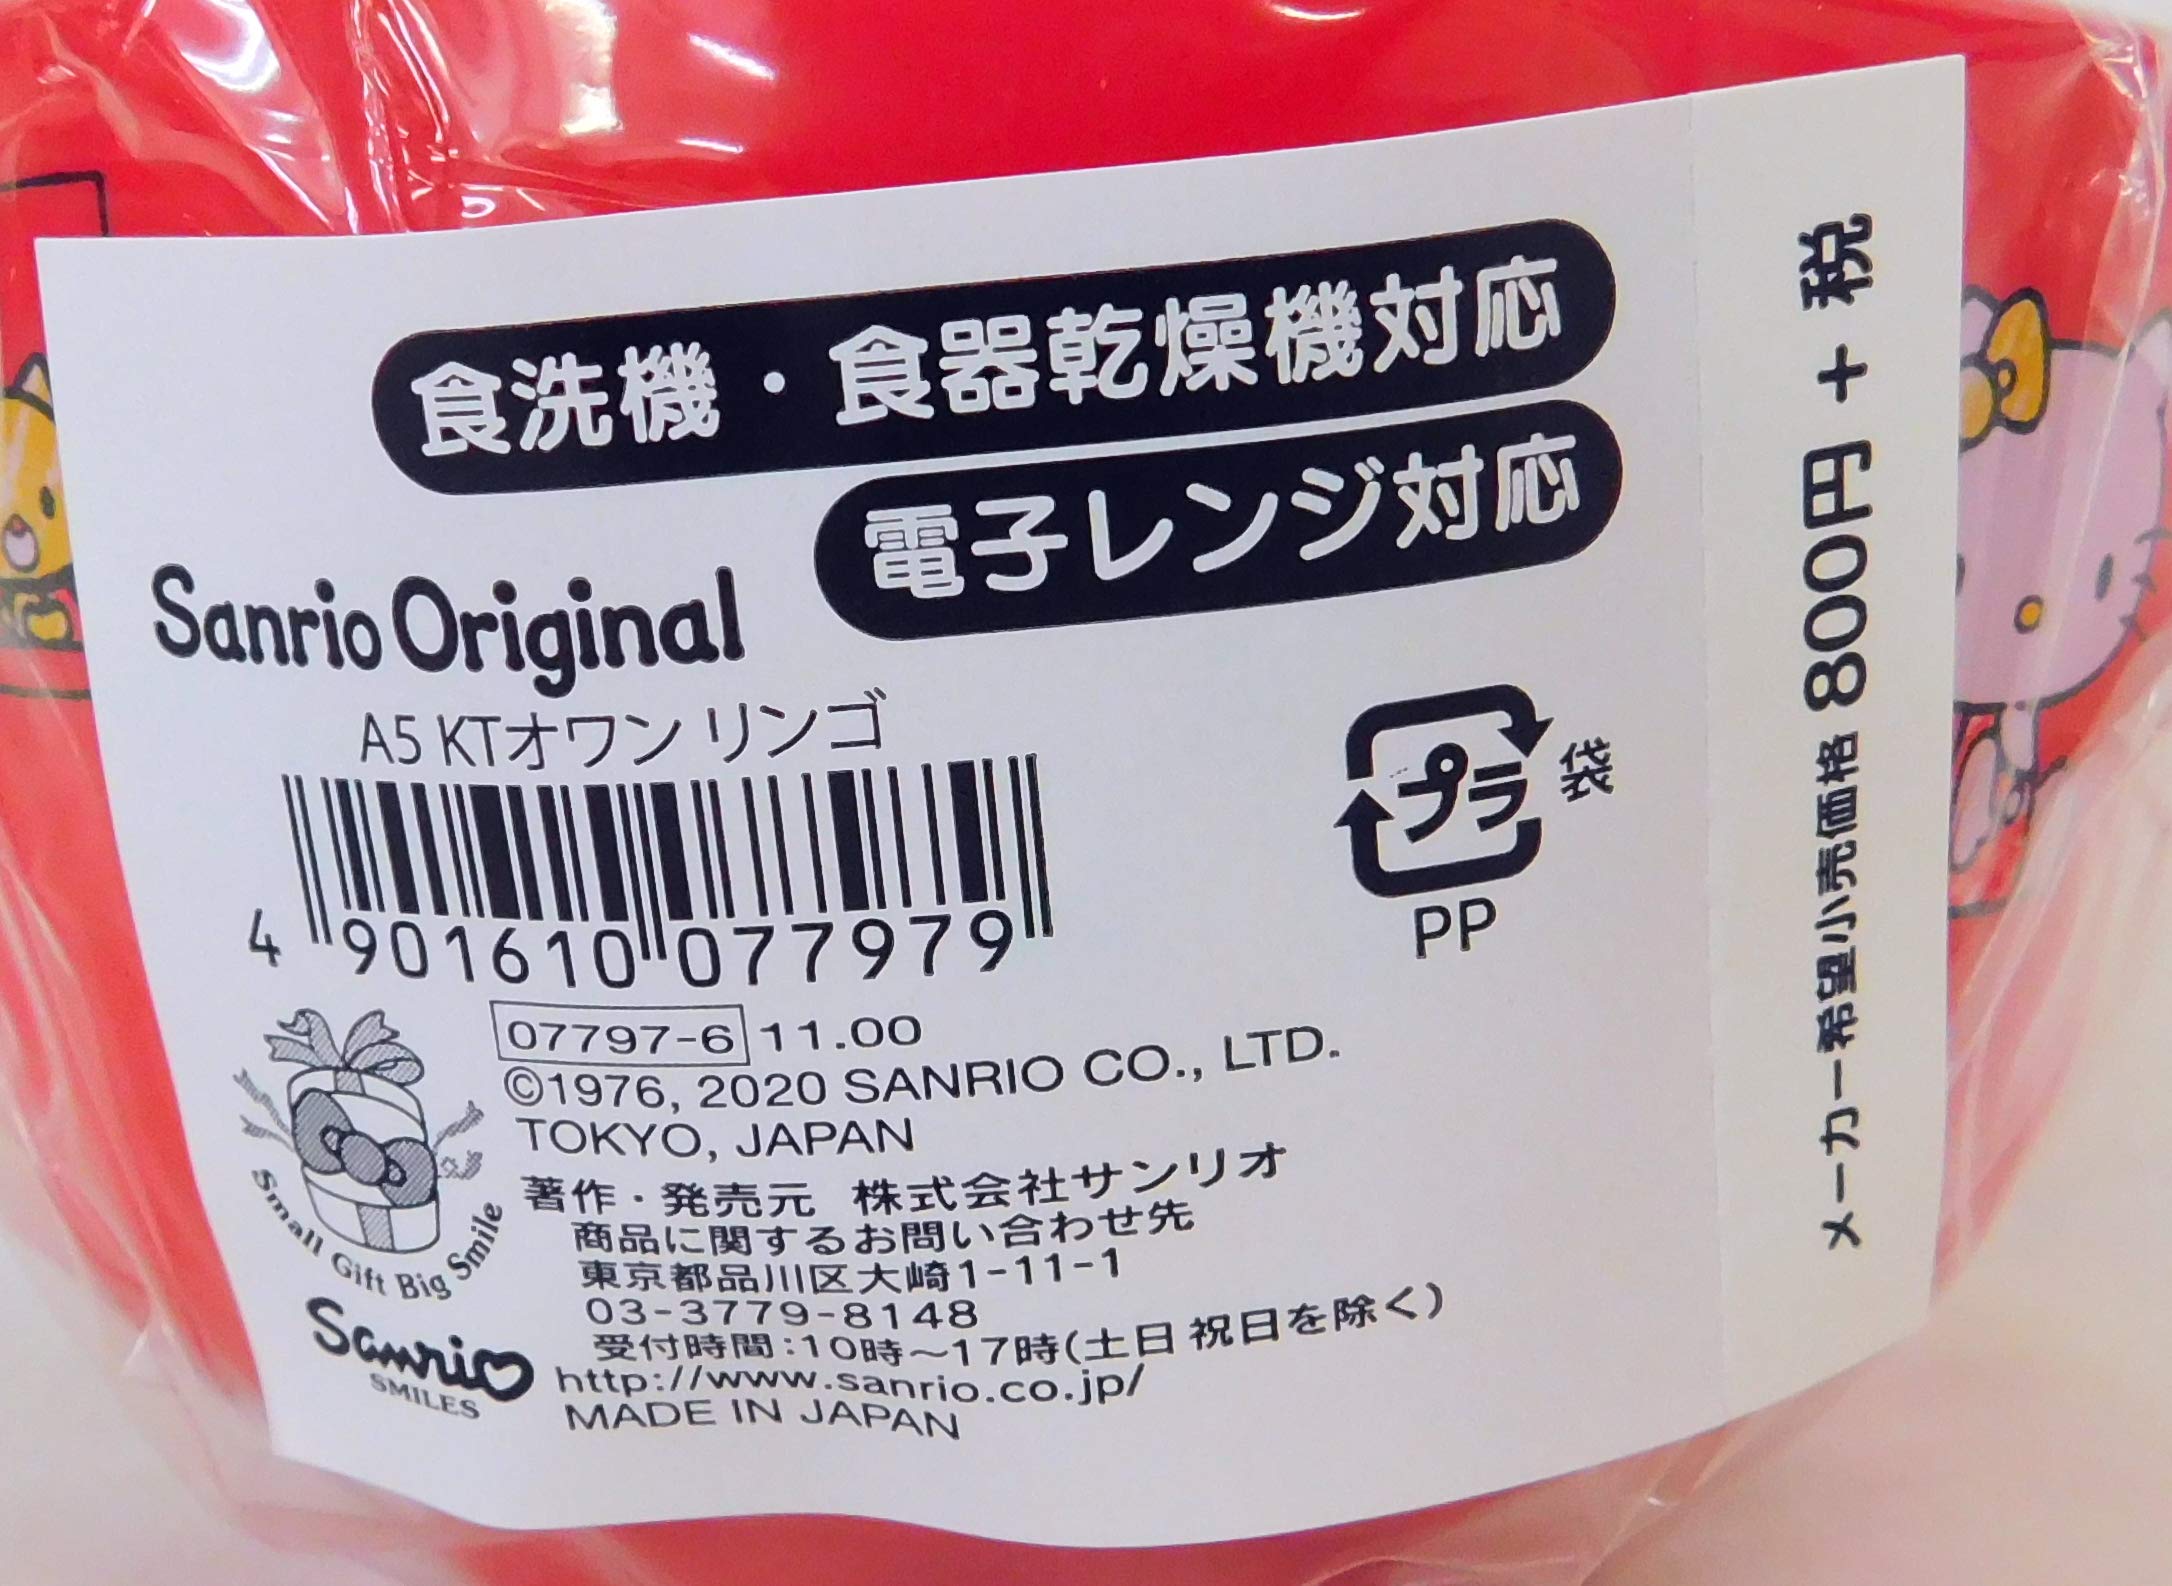 食洗機・食器乾燥機対応
電子レンジ対応
Sanrio Original
A5 KTオワン リンゴ
4 901610 077979
プラ 袋
PP
07797-6 11.00
©1976, 2020 SANRIO CO., LTD.
TOKYO, JAPAN
著作・発売元 株式会社サンリオ
商品に関するお問い合わせ先
東京都品川区大崎1-11-1
03-3779-8148
受付時間:10時～17時(土日 祝日を除く)
http://www.sanrio.co.jp/
MADE IN JAPAN
Small Gift Big Smile
Sanrio
SMILES
メーカー希望小売価格 800円 + 税